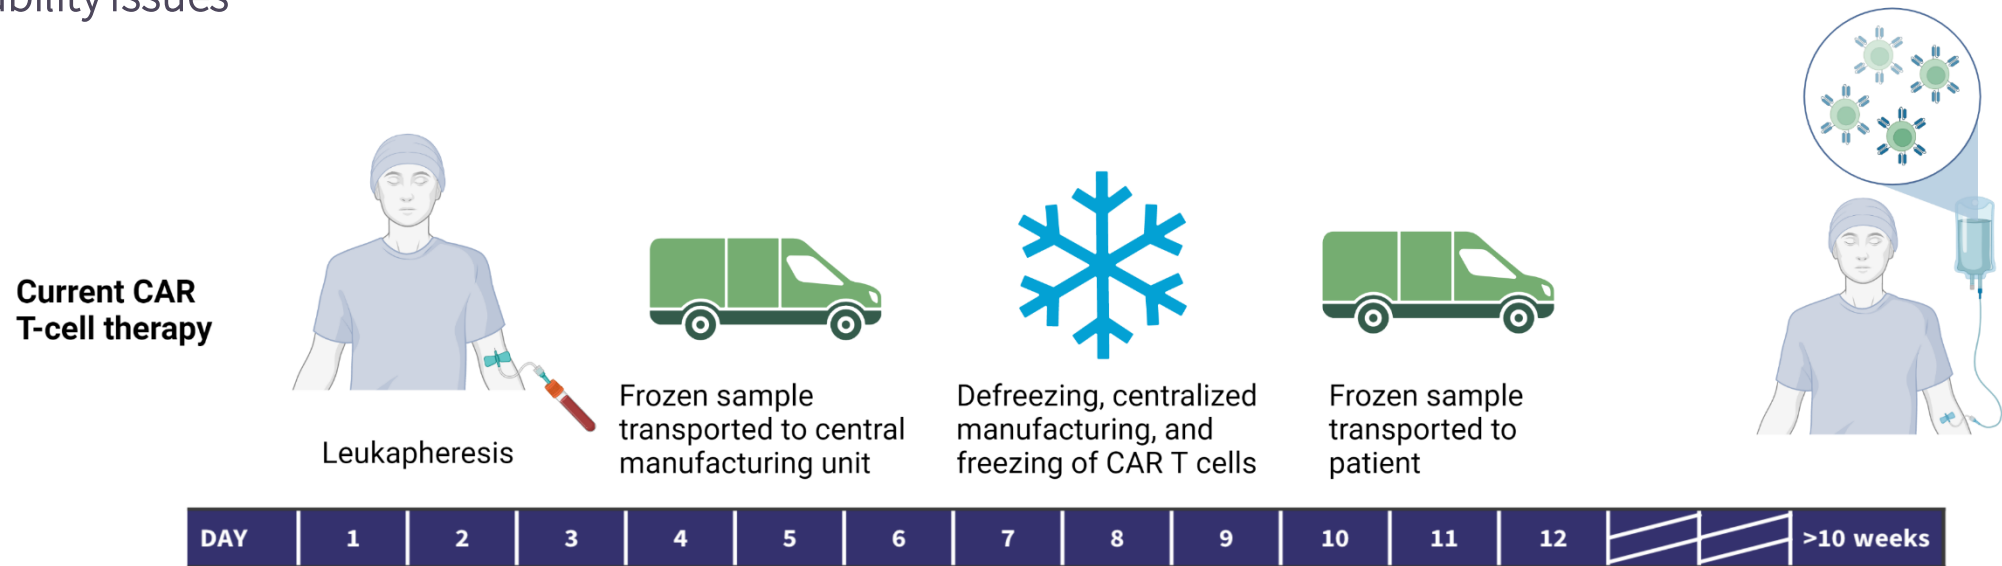 issues
Current CAR
T-cell therapy
Leukapheresis
Frozen sample
transported to central
manufacturing unit
Defreezing, centralized
manufacturing, and
freezing of CAR T cells
Frozen sample
transported to
patient
DAY 1 2 3 4 5 6 7 8 9 10 11 12 >10 weeks